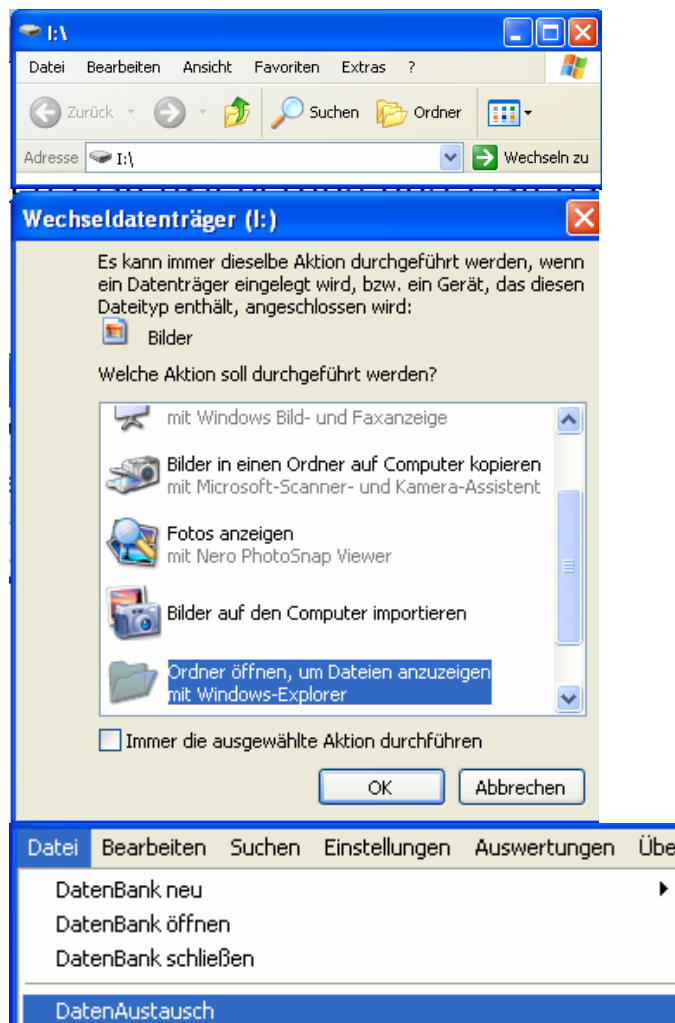 I:\
Datei Bearbeiten Ansicht Favoriten Extras ?
Zurück Suchen Ordner
Adresse I:\ Wechseln zu
Wechseldatenträger (I:)
Es kann immer dieselbe Aktion durchgeführt werden, wenn
ein Datenträger eingelegt wird, bzw. ein Gerät, das diesen
Dateityp enthält, angeschlossen wird:
Bilder
Welche Aktion soll durchgeführt werden?
mit Windows Bild- und Faxanzeige
Bilder in einen Ordner auf Computer kopieren
mit Microsoft-Scanner- und Kamera-Assistent
Fotos anzeigen
mit Nero PhotoSnap Viewer
Bilder auf den Computer importieren
Ordner öffnen, um Dateien anzuzeigen
mit Windows-Explorer
Immer die ausgewählte Aktion durchführen
OK Abbrechen
Datei Bearbeiten Suchen Einstellungen Auswertungen Übe
DatenBank neu
DatenBank öffnen
DatenBank schließen
DatenAustausch